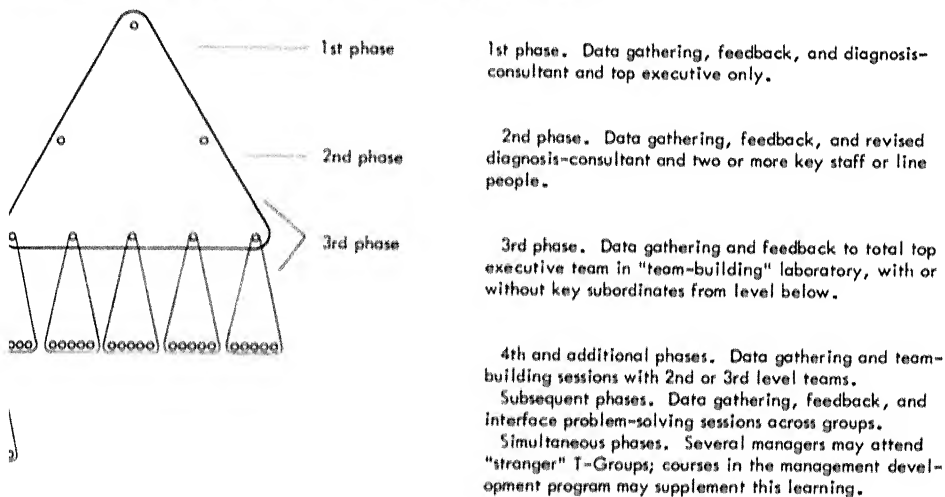 1st phase
2nd phase
3rd phase
1st phase. Data gathering, feedback, and diagnosis-
consultant and top executive only.
2nd phase. Data gathering, feedback, and revised
diagnosis-consultant and two or more key staff or line
people.
3rd phase. Data gathering and feedback to total top
executive team in "team-building" laboratory, with or
without key subordinates from level below.
4th and additional phases. Data gathering and team-
building sessions with 2nd or 3rd level teams.
Subsequent phases. Data gathering, feedback, and
interface problem-solving sessions across groups.
Simultaneous phases. Several managers may attend
"stranger" T-Groups; courses in the management devel-
opment program may supplement this learning.